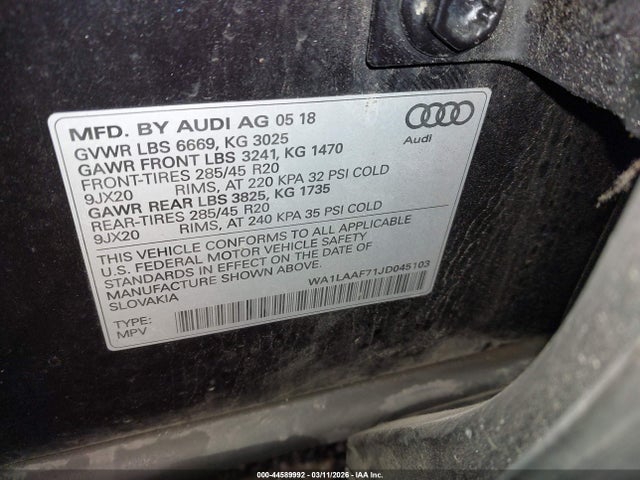 MFD. BY AUDI AG 05 18
GVWR LBS 6669, KG 3025
GAWR FRONT LBS 3241, KG 1470
FRONT-TIRES 285/45 R20
9JX20 RIMS, AT 220 KPA 32 PSI COLD
GAWR REAR LBS 3825, KG 1735
REAR-TIRES 285/45 R20
9JX20 RIMS, AT 240 KPA 35 PSI COLD
THIS VEHICLE CONFORMS TO ALL APPLICABLE
U.S. FEDERAL MOTOR VEHICLE SAFETY
STANDARDS IN EFFECT ON THE DATE OF
MANUFACTURE SHOWN ABOVE.
SLOVAKIA
WA1LAAF71JD045103
TYPE:
MPV
Audi
000-44589992 - 03/11/2026 - IAA Inc.